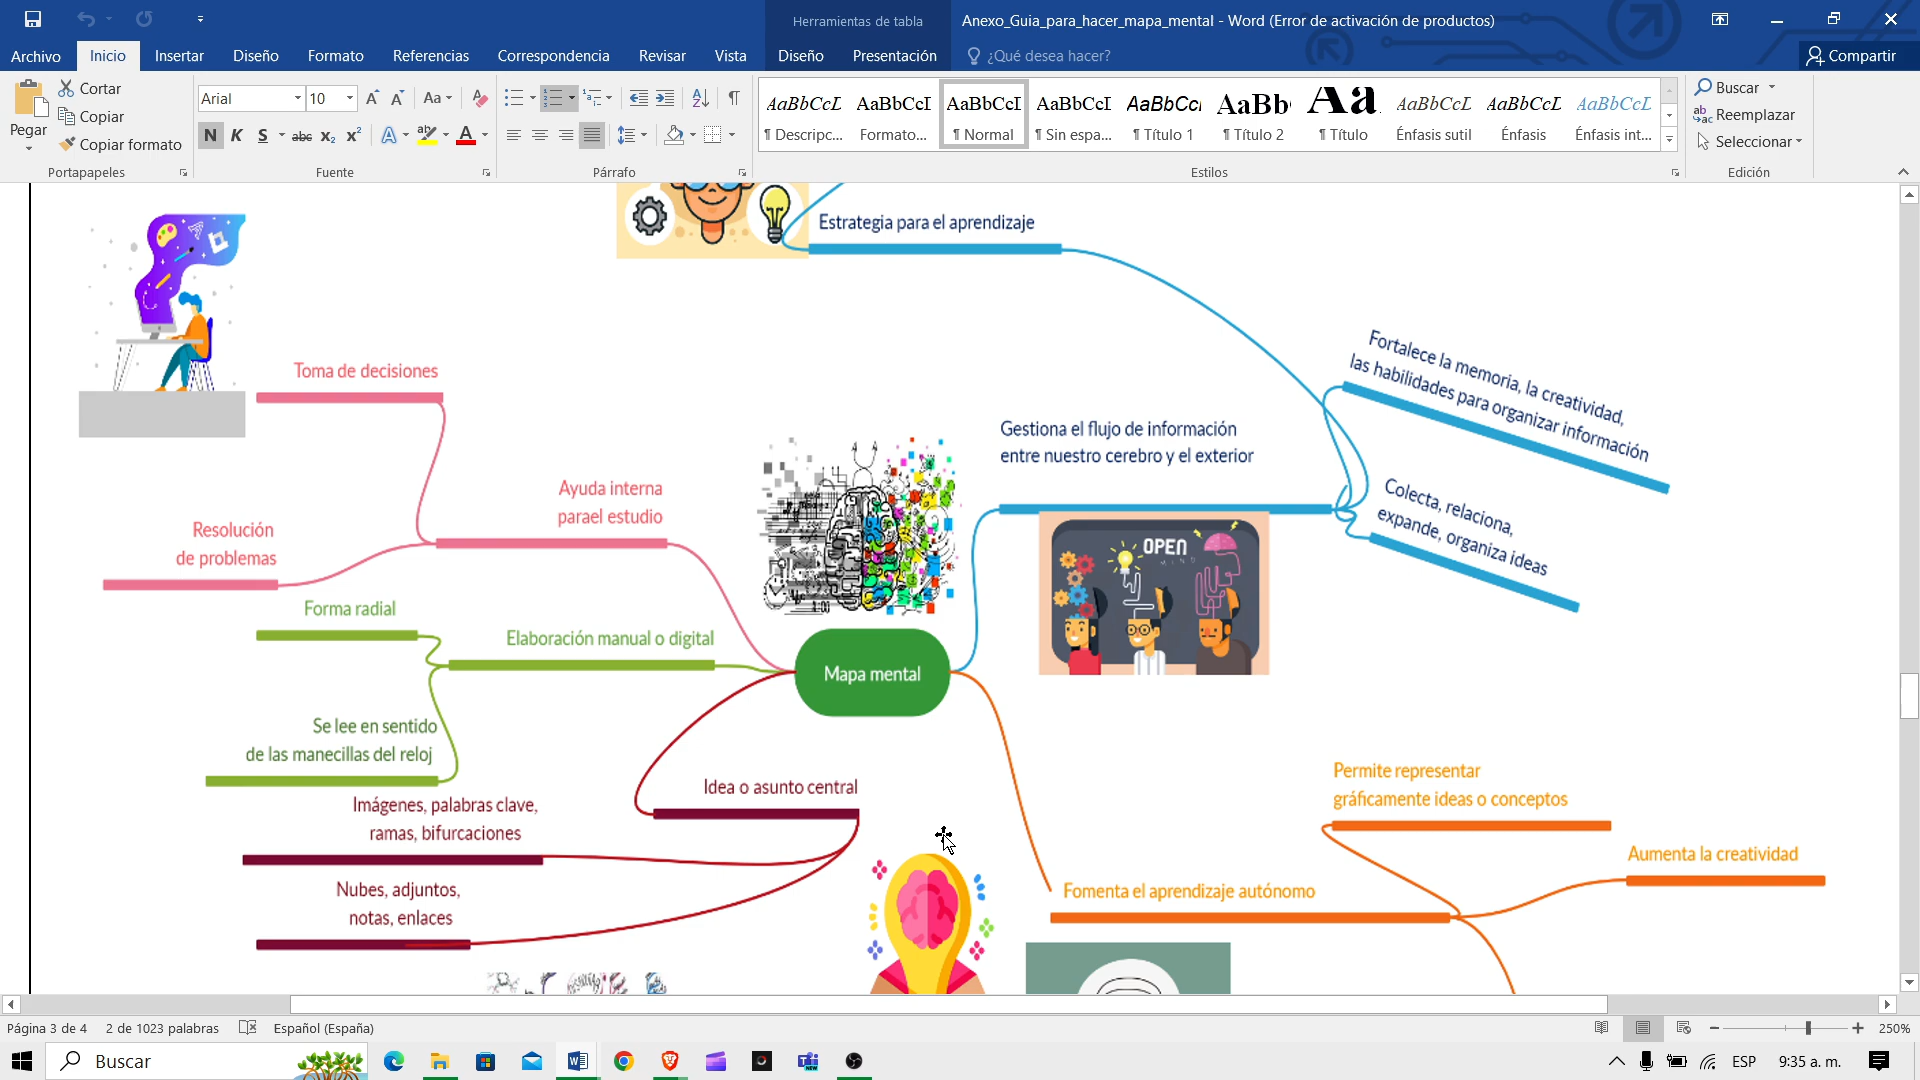 Herramientas de tabla
Anexo_Guia_para_hacer_mapa_mental - Word (Error de activación de productos)
Archivo
Inicio
Insertar
Diseño
Formato
Referencias
Correspondencia
Revisar
Vista
Diseño
Presentación
¿Qué desea hacer?
Compartir
Pegar
Cortar
Copiar
Copiar formato
Portapapeles
Arial
10
Aa
N K S abc x₂ x²
A
A
Fuente
Párrafo
AaBbCcL
¶ Descripc...
AaBbCcI
Formato...
AaBbCcI
¶ Normal
AaBbCcI
¶ Sin espa...
AaBbCc
¶ Título 1
AaBb
¶ Título 2
Aa
¶ Título
AaBbCcL
Énfasis sutil
AaBbCcL
Énfasis
AaBbCcL
Énfasis int...
Estilos
Buscar
Reemplazar
Seleccionar
Edición
Estrategia para el aprendizaje
Fortalece la memoria, la creatividad,
las habilidades para organizar información
Toma de decisiones
Gestiona el flujo de información
entre nuestro cerebro y el exterior
Ayuda interna
parael estudio
Colecta, relaciona,
expande, organiza ideas
Resolución
de problemas
OPEN
MIND
Forma radial
Elaboración manual o digital
Mapa mental
Se lee en sentido
de las manecillas del reloj
Idea o asunto central
Permite representar
gráficamente ideas o conceptos
Imágenes, palabras clave,
ramas, bifurcaciones
Aumenta la creatividad
Nubes, adjuntos,
notas, enlaces
Fomenta el aprendizaje autónomo
Página 3 de 4
2 de 1023 palabras
Español (España)
250%
Buscar
NEW
ESP
9:35 a. m.